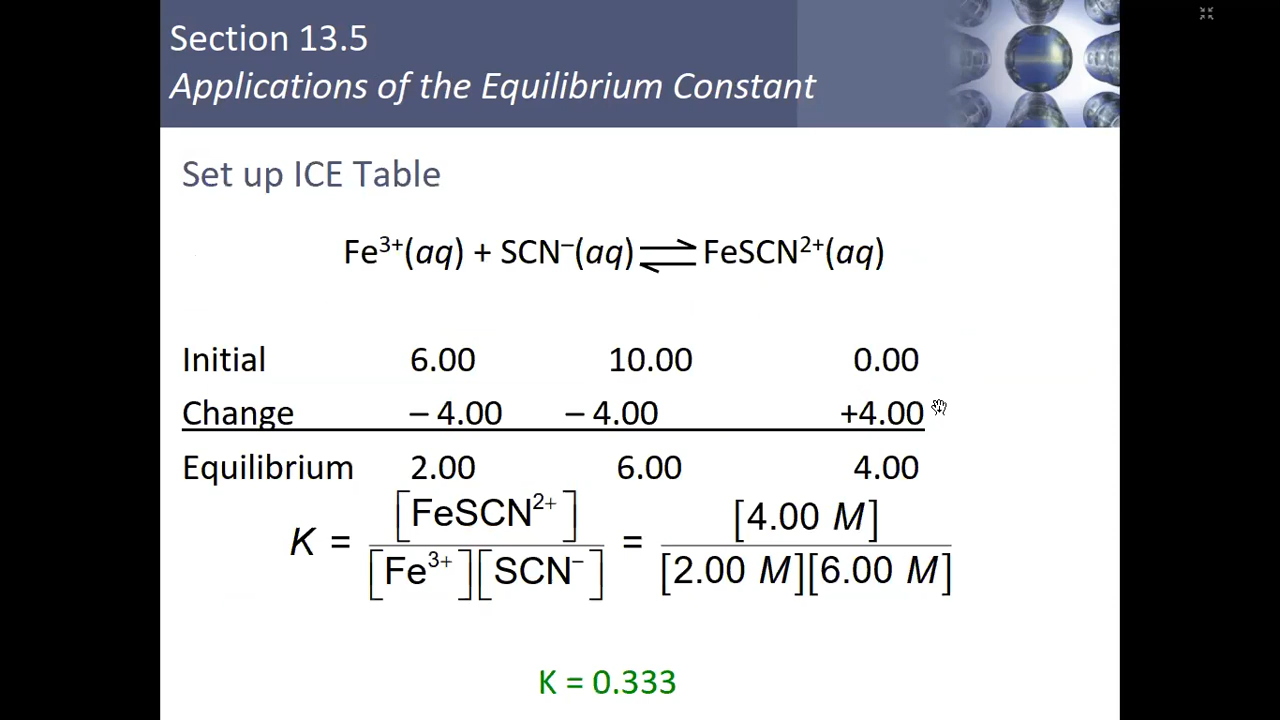 Section 13.5
Applications of the Equilibrium Constant
Set up ICE Table
Fe³⁺(aq) + SCN⁻(aq) ⇌ FeSCN²⁺(aq)
Initial 6.00 10.00 0.00
Change – 4.00 – 4.00 +4.00
Equilibrium 2.00 6.00 4.00
K = [FeSCN²⁺] / [Fe³⁺][SCN⁻] = [4.00 M] / [2.00 M][6.00 M]
K = 0.333